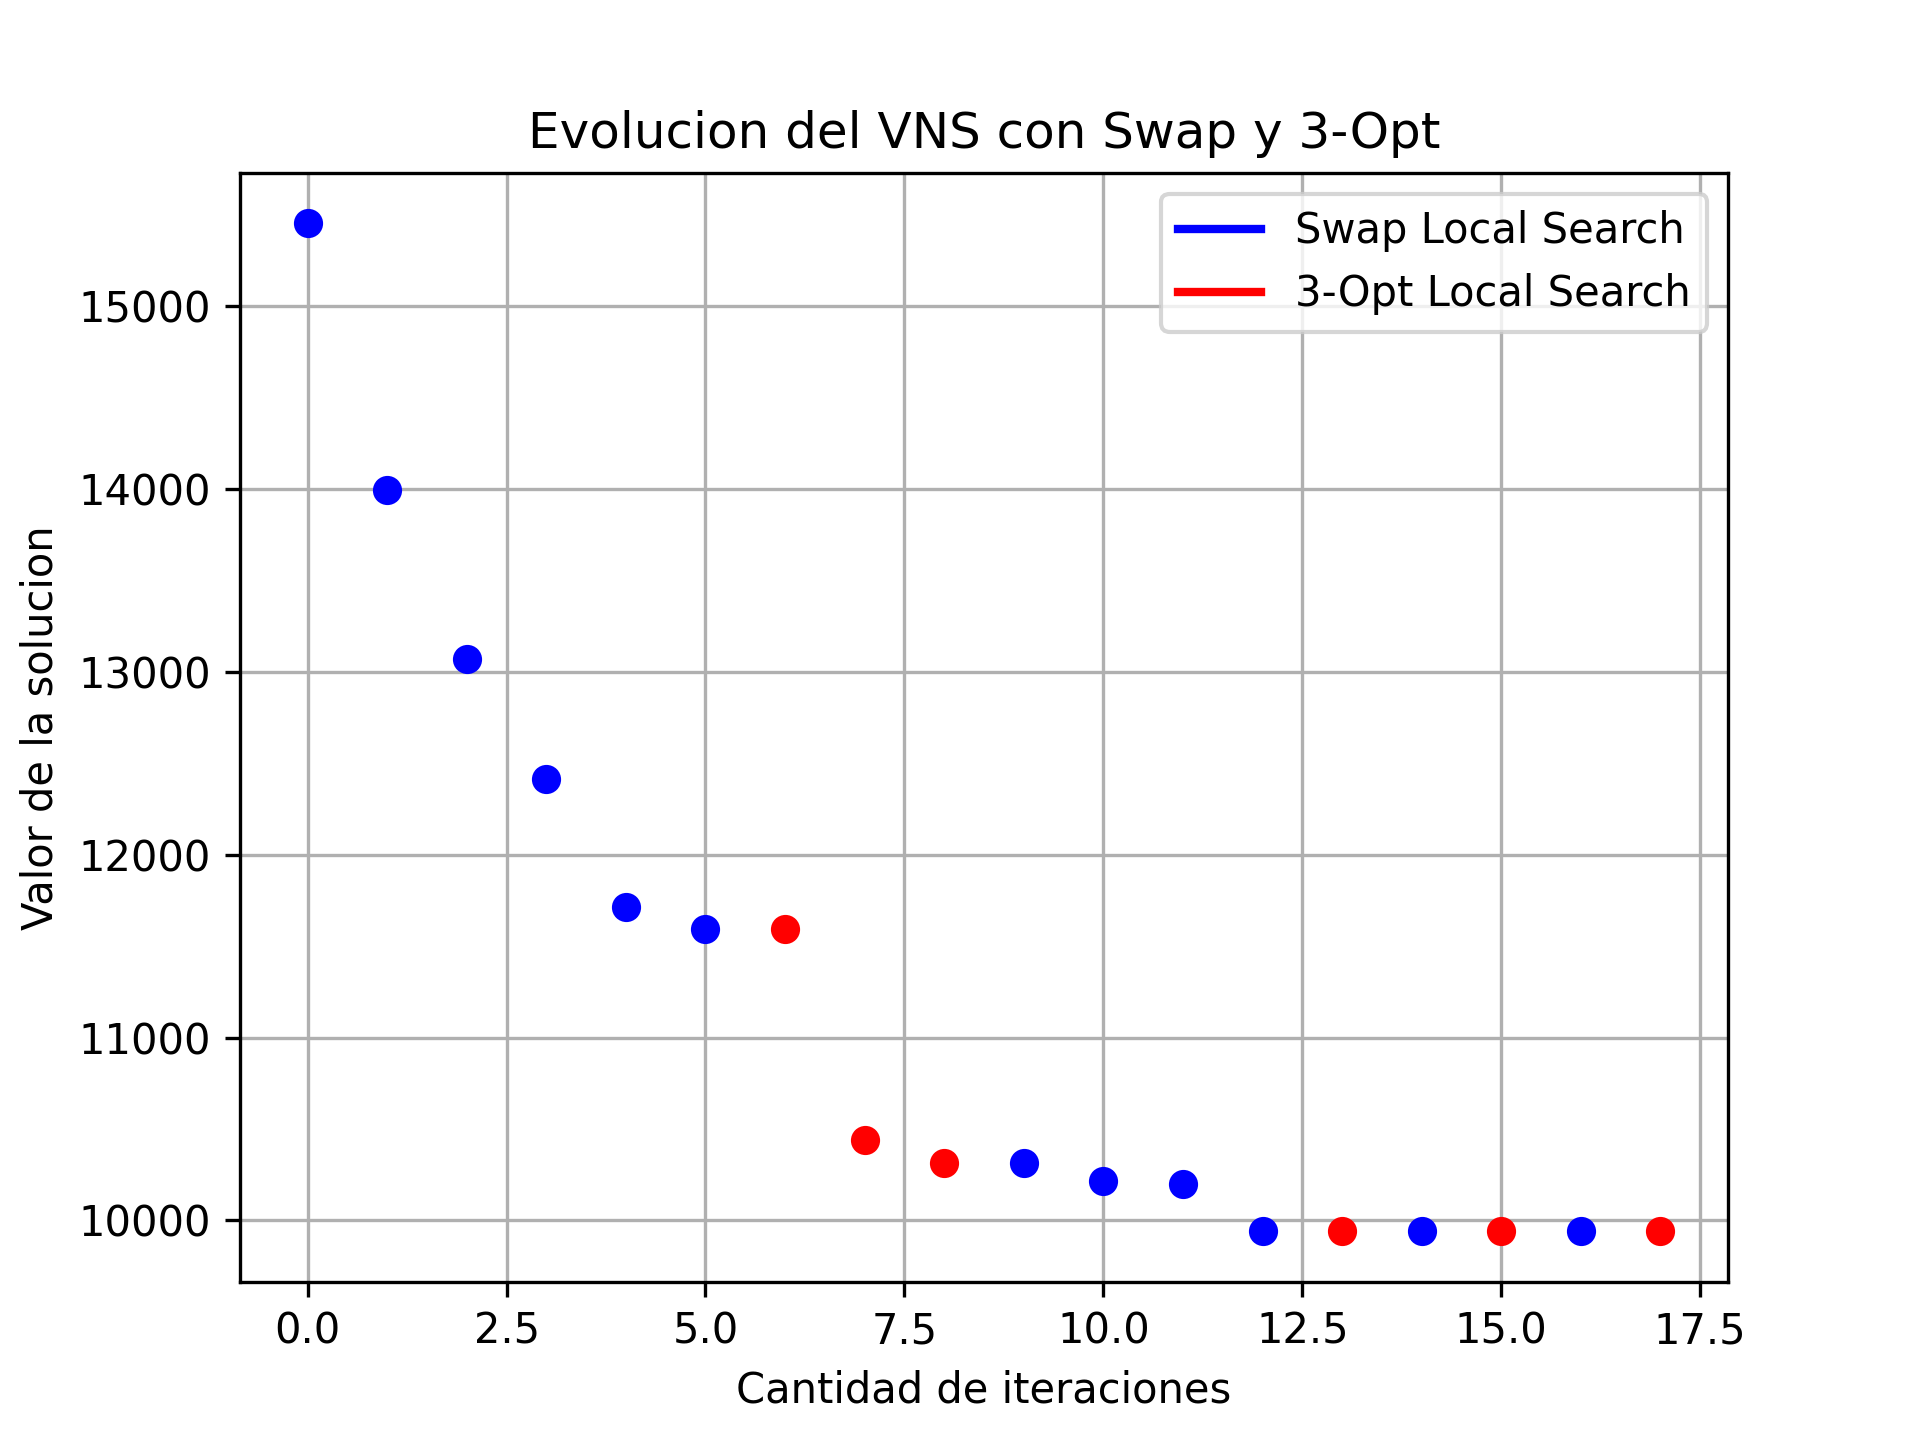 Evolucion del VNS con Swap y 3-Opt
Swap Local Search
3-Opt Local Search
Valor de la solucion
15000
14000
13000
12000
11000
10000
0.0 2.5 5.0 7.5 10.0 12.5 15.0 17.5
Cantidad de iteraciones